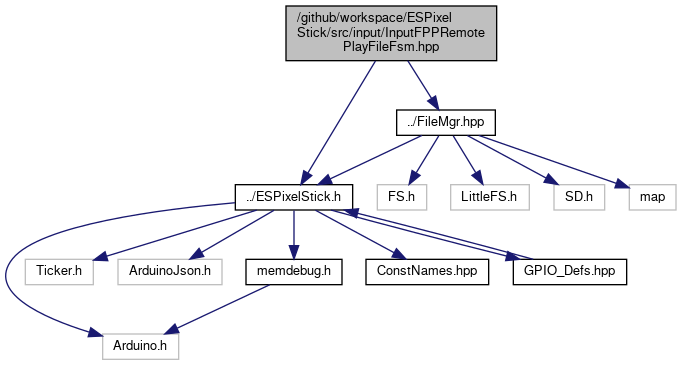 /github/workspace/ESPixel
Stick/src/input/InputFPPRemote
PlayFileFsm.hpp
../FileMgr.hpp
../ESPixelStick.h
FS.h
LittleFS.h
SD.h
map
Ticker.h
ArduinoJson.h
memdebug.h
ConstNames.hpp
GPIO_Defs.hpp
Arduino.h